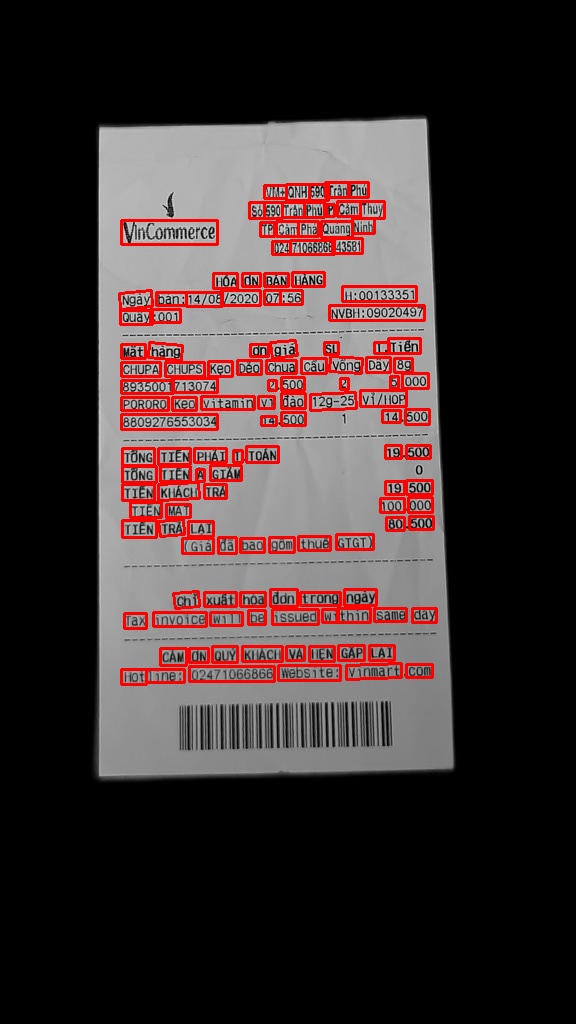 VinCommerce
VM+ QNH 590 Trần Phú
Số 590 Trần Phú P Cẩm Thủy
TP Cẩm Phả Quảng Ninh
024 71066866 43581
HÓA ĐN BÁN HÀNG
Ngày bán:14/08/2020 07:56 H:00133351
Quầy:001 NVBH:09020497
Mặt hàng Đn giá SL T.Tiền
CHUPA CHUPS Kẹo Dẻo Chua Cầu Vồng Dây 8g
8935001713074 2.500 2 5 000
PORORO Kẹo vitamin vị đào 12g-25 Vỉ/HOP
8809276553034 14.500 1 14.500
TỔNG TIỀN PHẢI T.TOÁN 19.500
TỔNG TIỀN Đ GIẢM 0
TIỀN KHÁCH TRẢ 19.500
TIỀN MẶT 100.000
TIỀN TRẢ LẠI 80.500
(Giá đã bao gồm thuế GTGT)
Chỉ xuất hóa đơn trong ngày
Tax invoice will be issued within same day
CẢM ƠN QUÝ KHÁCH VÀ HẸN GẶP LẠI
Hotline: 02471066866 Website: vinmart.com